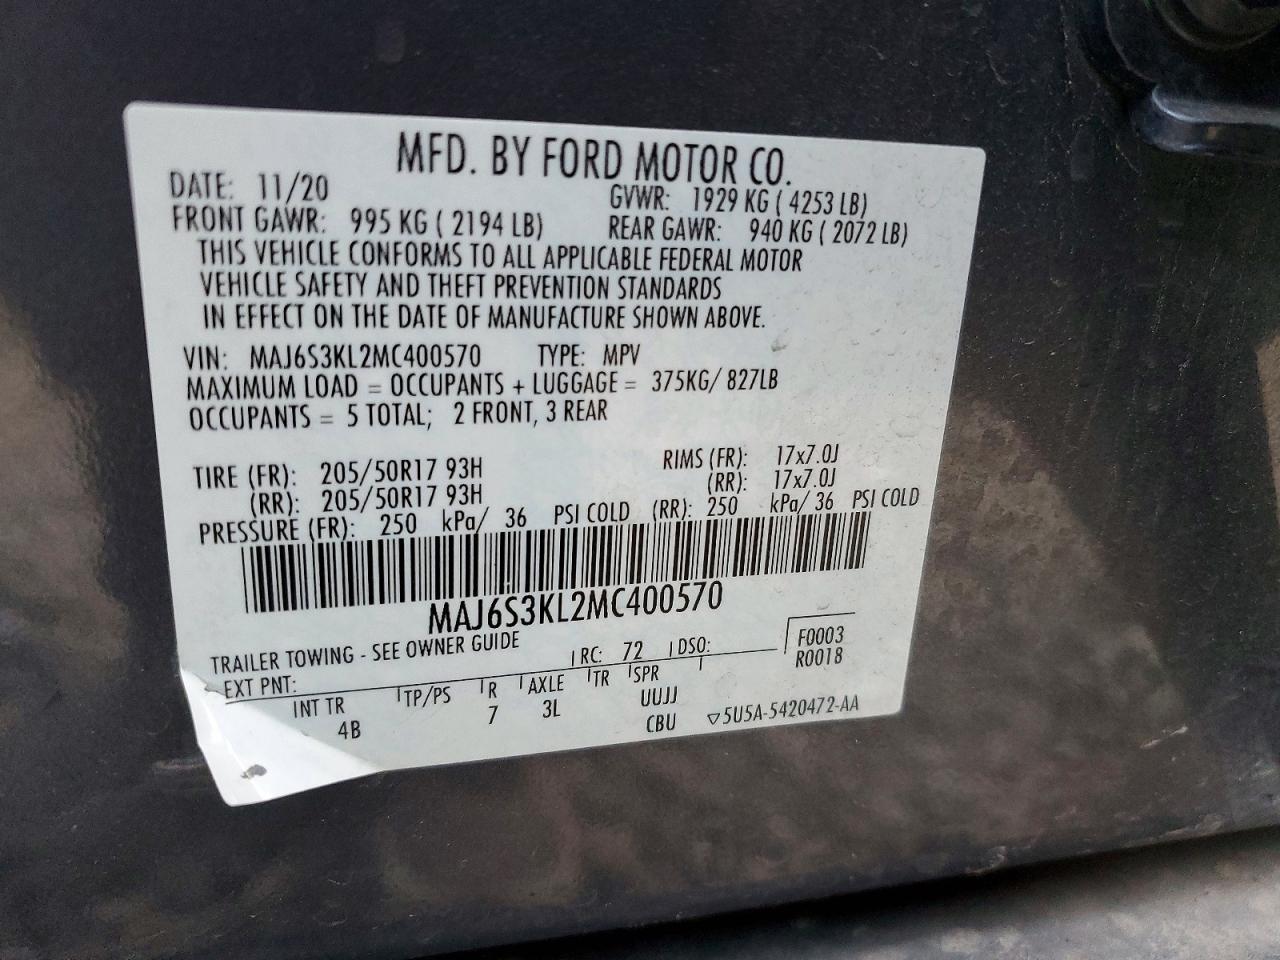 MFD. BY FORD MOTOR CO.
DATE: 11/20 GVWR: 1929 KG ( 4253 LB)
FRONT GAWR: 995 KG ( 2194 LB) REAR GAWR: 940 KG ( 2072 LB)
THIS VEHICLE CONFORMS TO ALL APPLICABLE FEDERAL MOTOR
VEHICLE SAFETY AND THEFT PREVENTION STANDARDS
IN EFFECT ON THE DATE OF MANUFACTURE SHOWN ABOVE.
VIN: MAJ6S3KL2MC400570 TYPE: MPV
MAXIMUM LOAD = OCCUPANTS + LUGGAGE = 375KG/ 827LB
OCCUPANTS = 5 TOTAL; 2 FRONT, 3 REAR
TIRE (FR): 205/50R17 93H RIMS (FR): 17x7.0J
(RR): 205/50R17 93H (RR): 17x7.0J
PRESSURE (FR): 250 kPa/ 36 PSI COLD (RR): 250 kPa/ 36 PSI COLD
MAJ6S3KL2MC400570
TRAILER TOWING - SEE OWNER GUIDE F0003
EXT PNT: RC: 72 DSO: R0018
INT TR TP/PS R AXLE TR SPR
4B 7 3L UUJJ
CBU ▽5U5A-5420472-AA